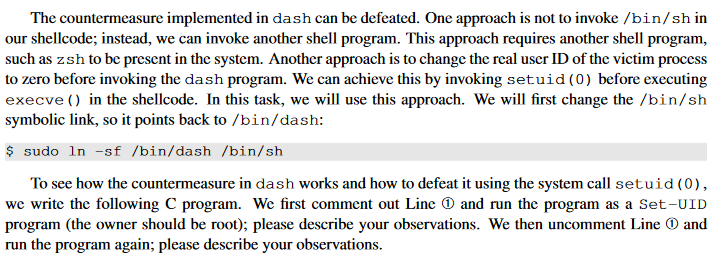 The countermeasure implemented in dash can be defeated. One approach is not to invoke /bin/sh in
our shellcode; instead, we can invoke another shell program. This approach requires another shell program,
such as zsh to be present in the system. Another approach is to change the real user ID of the victim process
to zero before invoking the dash program. We can achieve this by invoking setuid(0) before executing
execve() in the shellcode. In this task, we will use this approach. We will first change the /bin/sh
symbolic link, so it points back to /bin/dash:
$ sudo ln -sf /bin/dash /bin/sh
To see how the countermeasure in dash works and how to defeat it using the system call setuid(0),
we write the following C program. We first comment out Line ① and run the program as a Set-UID
program (the owner should be root); please describe your observations. We then uncomment Line ① and
run the program again; please describe your observations.